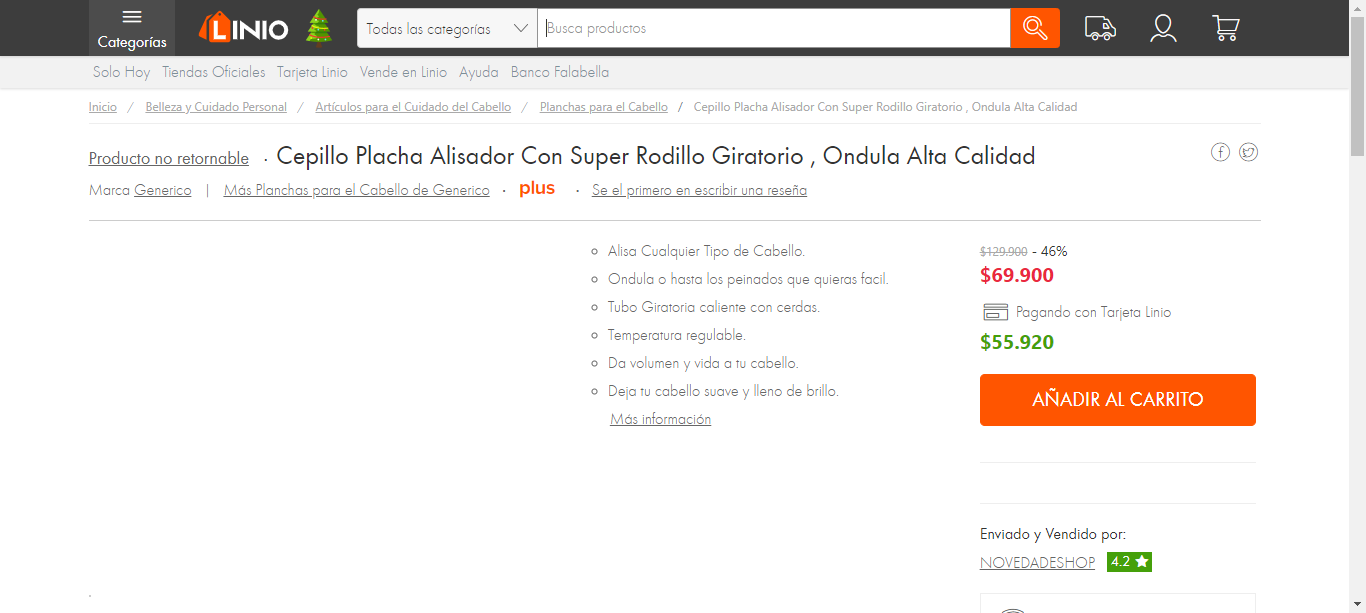 Categorías
LINIO
Todas las categorías
Busca productos
Solo Hoy Tiendas Oficiales Tarjeta Linio Vende en Linio Ayuda Banco Falabella
Inicio / Belleza y Cuidado Personal / Artículos para el Cuidado del Cabello / Planchas para el Cabello / Cepillo Placha Alisador Con Super Rodillo Giratorio , Ondula Alta Calidad
Producto no retornable · Cepillo Placha Alisador Con Super Rodillo Giratorio , Ondula Alta Calidad
Marca Generico | Más Planchas para el Cabello de Generico · plus · Se el primero en escribir una reseña
Alisa Cualquier Tipo de Cabello.
Ondula o hasta los peinados que quieras facil.
Tubo Giratoria caliente con cerdas.
Temperatura regulable.
Da volumen y vida a tu cabello.
Deja tu cabello suave y lleno de brillo.
Más información
$129.900 - 46%
$69.900
Pagando con Tarjeta Linio
$55.920
AÑADIR AL CARRITO
Enviado y Vendido por:
NOVEDADESHOP 4.2